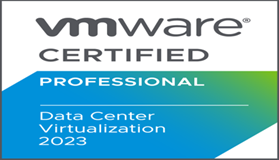 vmware®
CERTIFIED
PROFESSIONAL
Data Center
Virtualization
2023